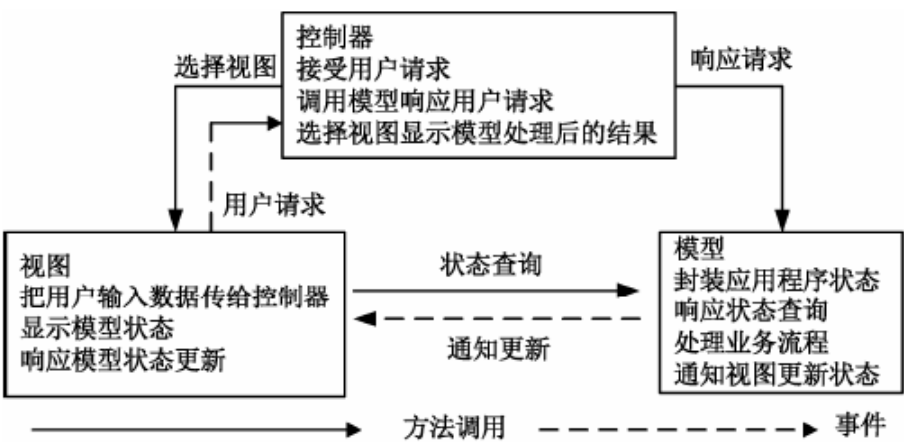 控制器
接受用户请求
调用模型响应用户请求
选择视图显示模型处理后的结果
选择视图
响应请求
用户请求
视图
把用户输入数据传给控制器
显示模型状态
响应模型状态更新
状态查询
通知更新
模型
封装应用程序状态
响应状态查询
处理业务流程
通知视图更新状态
方法调用
事件